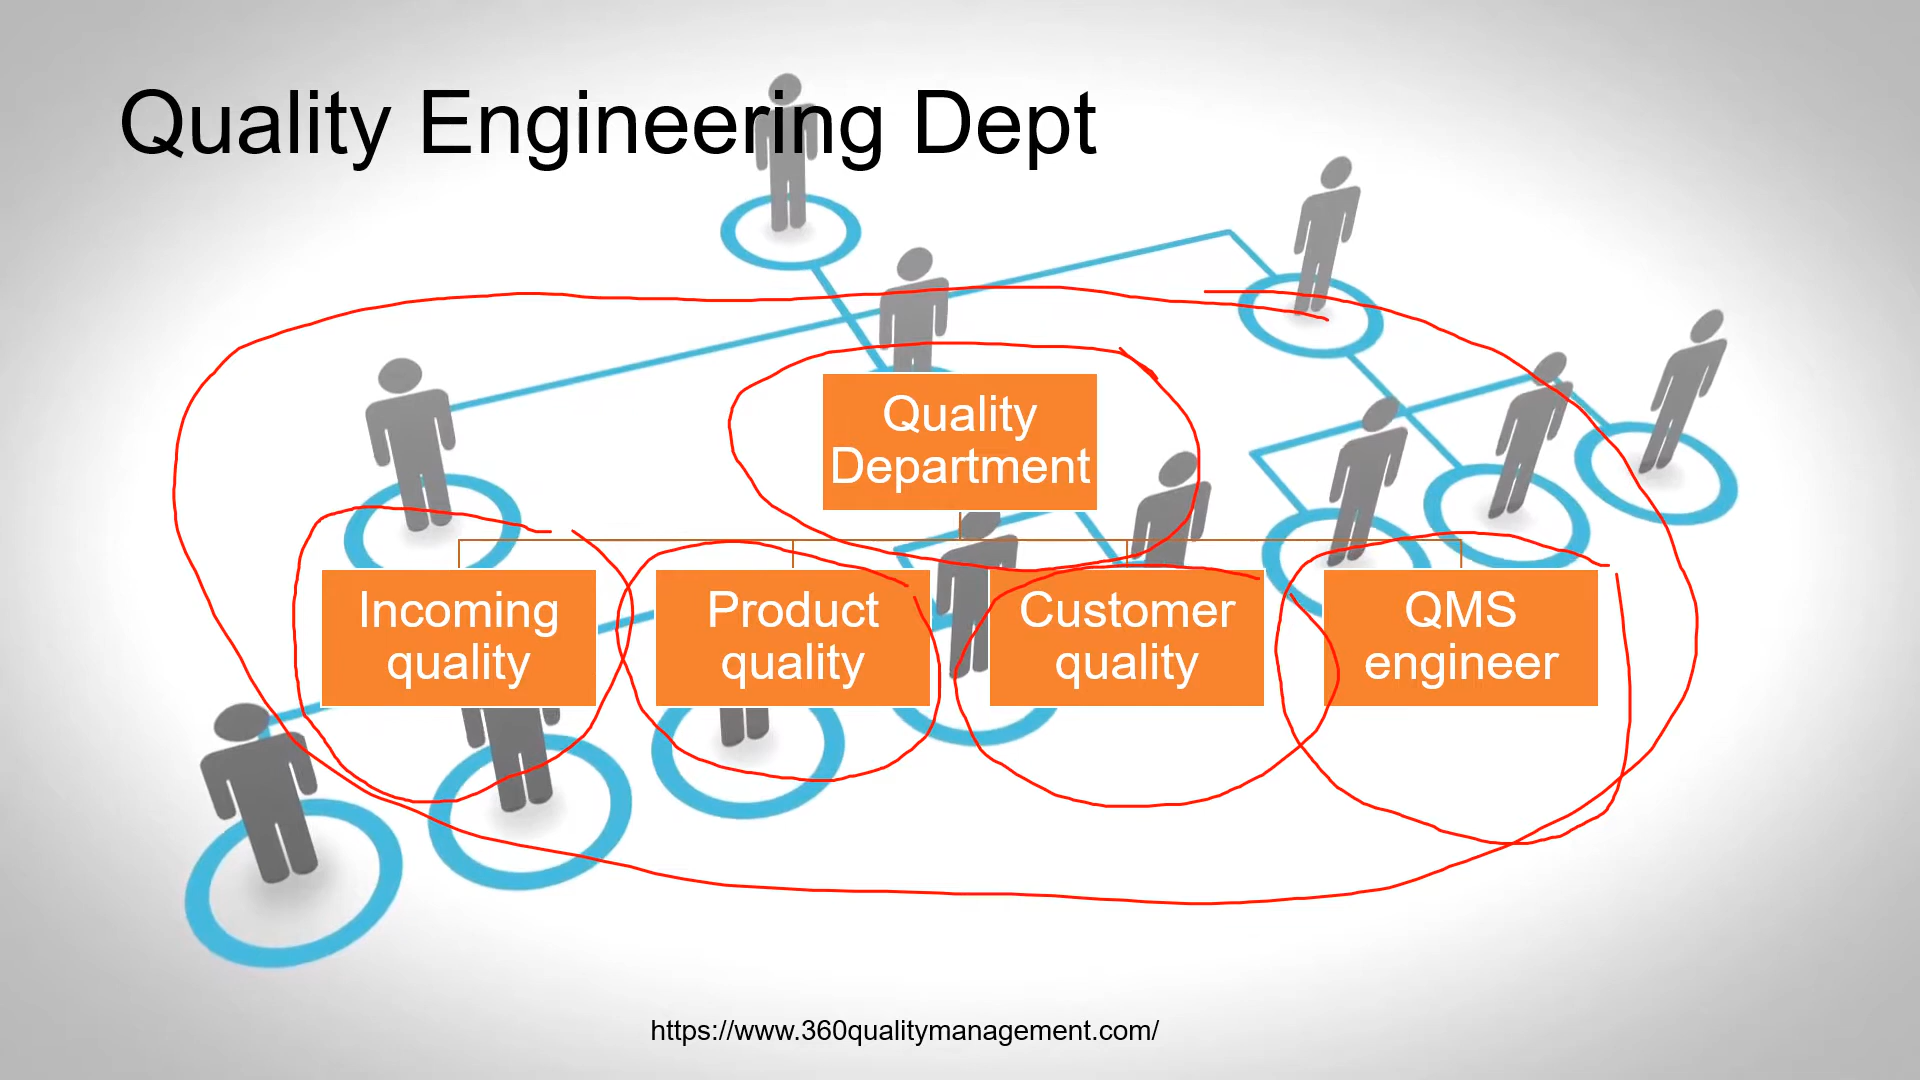 Quality Engineering Dept
Quality
Department
Incoming
quality
Product
quality
Customer
quality
QMS
engineer
https://www.360qualitymanagement.com/